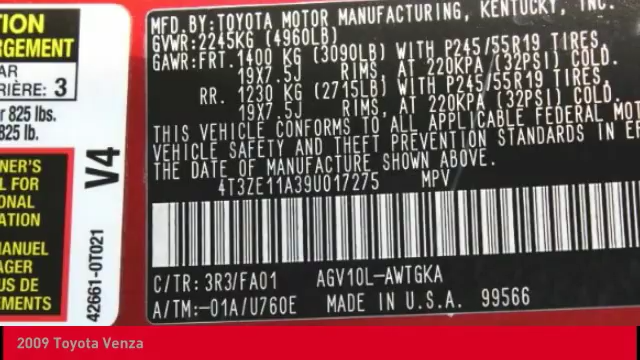 TION
RGEMENT
AR
RIÈRE: 3
r 825 lbs.
825 lb.
NER'S
L FOR
ONAL
ATION
MANUEL
AGER
US DE
EMENTS
V4
42661-0T021
MFD.BY:TOYOTA MOTOR MANUFACTURING, KENTUCKY, INC.
GVWR:2245KG (4960LB)
GAWR:FRT.1400 KG (3090LB) WITH P245/55R19 TIRES,
19X7.5J RIMS, AT 220KPA (32PSI) COLD.
RR. 1230 KG (2715LB) WITH P245/55R19 TIRES,
19X7.5J RIMS, AT 220KPA (32PSI) COLD.
THIS VEHICLE CONFORMS TO ALL APPLICABLE FEDERAL MO
VEHICLE SAFETY AND THEFT PREVENTION STANDARDS IN E
THE DATE OF MANUFACTURE SHOWN ABOVE.
4T3ZE11A39U017275 MPV
C/TR: 3R3/FA01 AGV10L-AWTGKA
A/TM:-01A/U760E MADE IN U.S.A. 99566
2009 Toyota Venza